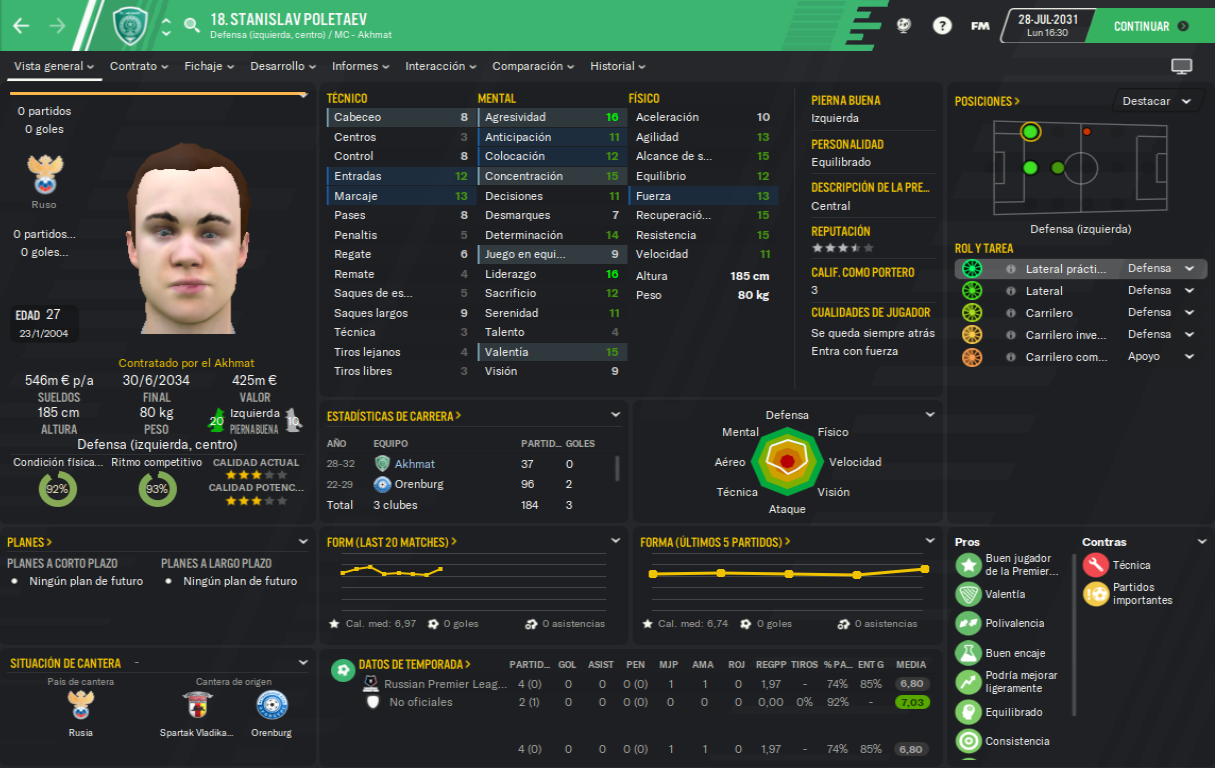 18. STANISLAV POLETAEV
Defensa (izquierda, centro) / MC - Akhmat
?
FM
28-JUL-2031
Lun 16:30
CONTINUAR
Vista general
Contrato
Fichaje
Desarrollo
Informes
Interacción
Comparación
Historial
0 partidos
0 goles
Ruso
0 partidos...
0 goles...
EDAD 27
23/1/2004
Contratado por el Akhmat
546m € p/a 30/6/2034 425m €
SUELDOS FINAL VALOR
185 cm 80 kg 20 Izquierda 10
ALTURA PESO PIERNA BUENA
Defensa (izquierda, centro)
Condición física... Ritmo competitivo CALIDAD ACTUAL
92% 93%
CALIDAD POTENC...
TÉCNICO
Cabeceo 8
Centros 3
Control 8
Entradas 12
Marcaje 13
Pases 8
Penaltis 5
Regate 6
Remate 4
Saques de es... 5
Saques largos 9
Técnica 3
Tiros lejanos 4
Tiros libres 3
MENTAL
Agresividad 16
Anticipación 11
Colocación 12
Concentración 15
Decisiones 11
Desmarques 7
Determinación 14
Juego en equi... 9
Liderazgo 16
Sacrificio 12
Serenidad 11
Talento 4
Valentía 15
Visión 9
FÍSICO
Aceleración 10
Agilidad 13
Alcance de s... 15
Equilibrio 12
Fuerza 13
Recuperació... 15
Resistencia 15
Velocidad 11
Altura 185 cm
Peso 80 kg
PIERNA BUENA
Izquierda
PERSONALIDAD
Equilibrado
DESCRIPCIÓN DE LA PRE...
Central
REPUTACIÓN
CALIF. COMO PORTERO
3
CUALIDADES DE JUGADOR
Se queda siempre atrás
Entra con fuerza
POSICIONES >
Destacar
Defensa (izquierda)
ROL Y TAREA
Lateral prácti... Defensa
Lateral Defensa
Carrilero Defensa
Carrilero inve... Defensa
Carrilero com... Apoyo
ESTADÍSTICAS DE CARRERA >
AÑO EQUIPO PARTID... GOLES
28-32 Akhmat 37 0
22-29 Orenburg 96 2
Total 3 clubes 184 3
Defensa
Mental Físico
Aéreo Velocidad
Técnica Visión
Ataque
PLANES >
PLANES A CORTO PLAZO PLANES A LARGO PLAZO
Ningún plan de futuro Ningún plan de futuro
FORM (LAST 20 MATCHES) >
Cal. med: 6,97 0 goles 0 asistencias
FORMA (ÚLTIMOS 5 PARTIDOS) >
Cal. med: 6,74 0 goles 0 asistencias
Pros
Buen jugador
de la Premier...
Valentía
Polivalencia
Buen encaje
Podría mejorar
ligeramente
Equilibrado
Consistencia
Contras
Técnica
Partidos
importantes
SITUACIÓN DE CANTERA -
País de cantera Cantera de origen
Rusia Spartak Vladika... Orenburg
DATOS DE TEMPORADA > PARTID... GOL ASIST PEN MJP AMA ROJ REGPP TIROS % PA... ENT G MEDIA
Russian Premier Leag... 4 (0) 0 0 0 (0) 1 1 0 1,97 - 74% 85% 6,80
No oficiales 2 (1) 0 0 0 (0) 0 0 0 0,00 0% 92% - 7,03
4 (0) 0 0 0 (0) 1 1 0 1,97 - 74% 85% 6,80